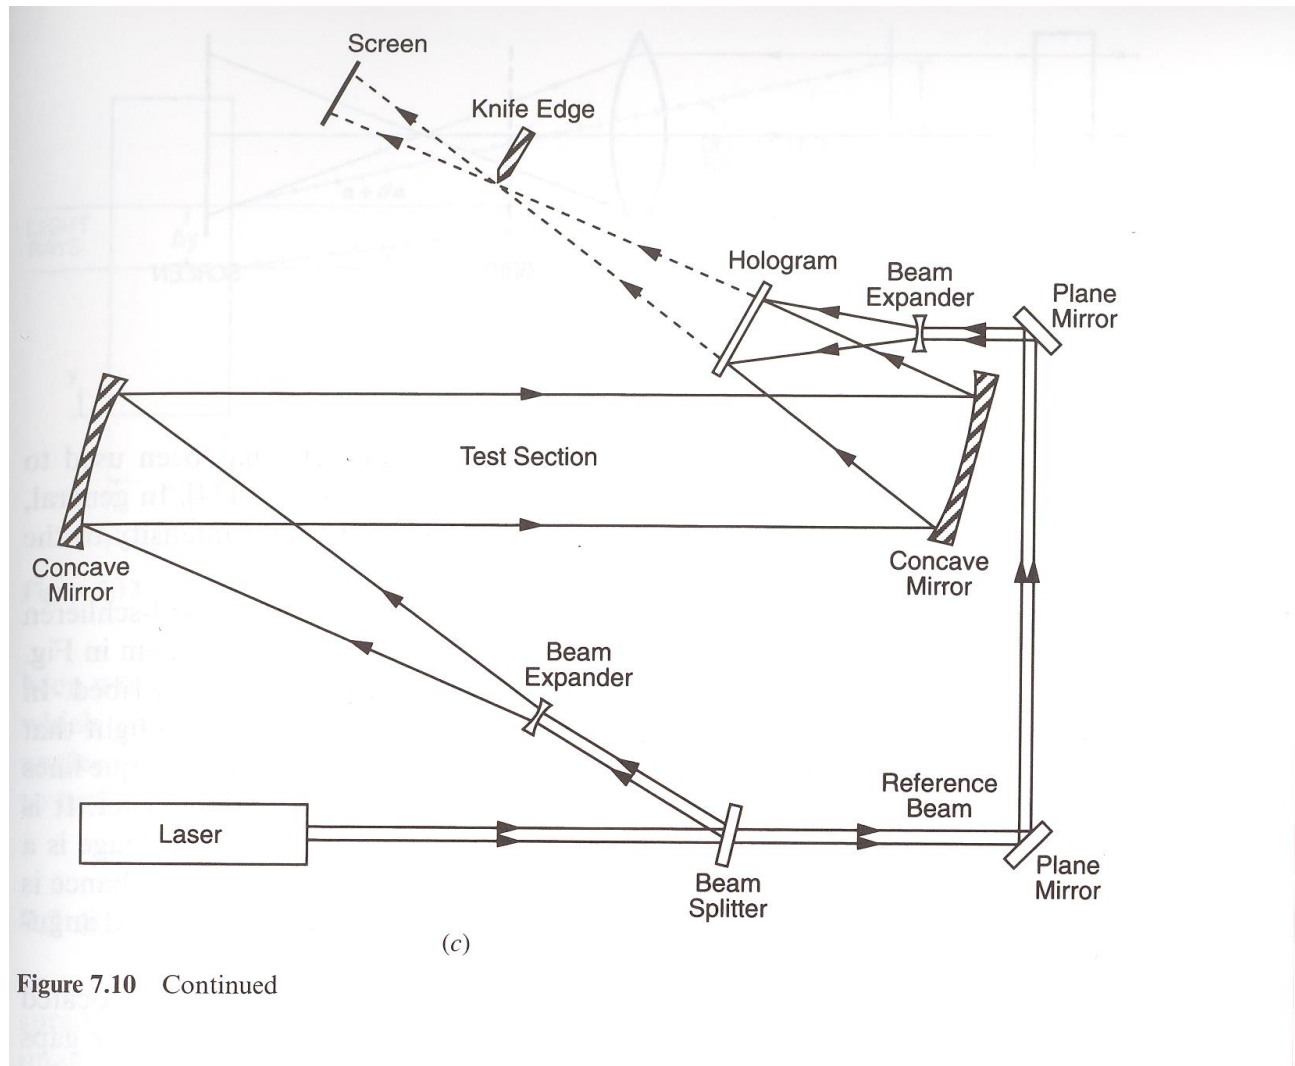 Screen
Knife Edge
Hologram
Beam
Expander
Plane
Mirror
Test Section
Concave
Mirror
Concave
Mirror
Beam
Expander
Reference
Beam
Laser
Plane
Mirror
Beam
Splitter
(c)
Figure 7.10 Continued